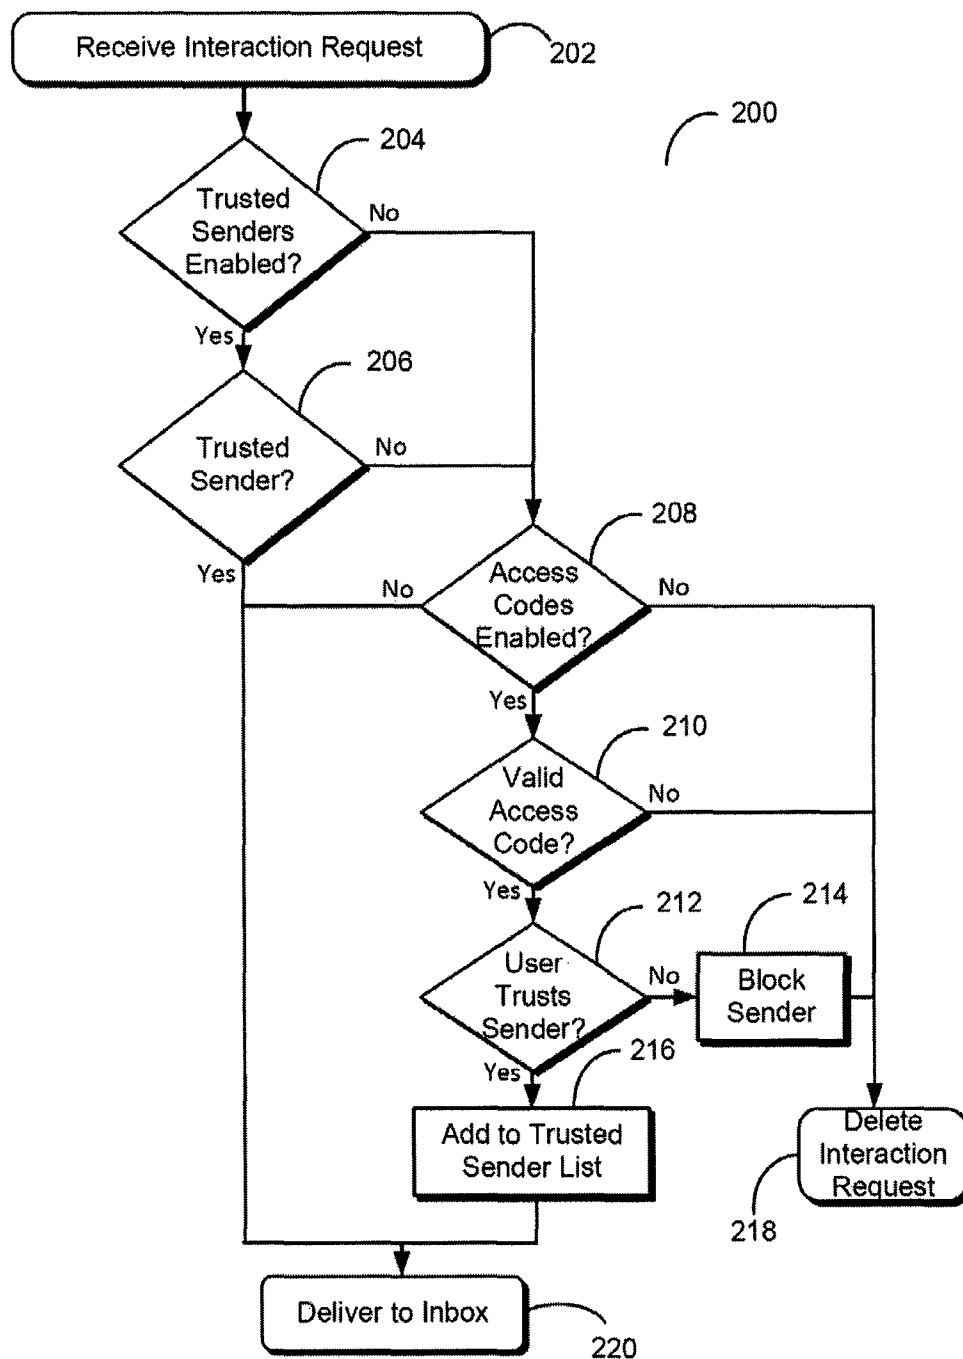 Receive Interaction Request
202
200
204
Trusted
Senders
Enabled?
No
Yes
206
Trusted
Sender?
No
Yes
208
No
Access
Codes
Enabled?
No
Yes
210
Valid
Access
Code?
No
Yes
212
User
Trusts
Sender?
No
214
Block
Sender
Yes
216
Add to Trusted
Sender List
Delete
Interaction
Request
218
Deliver to Inbox
220